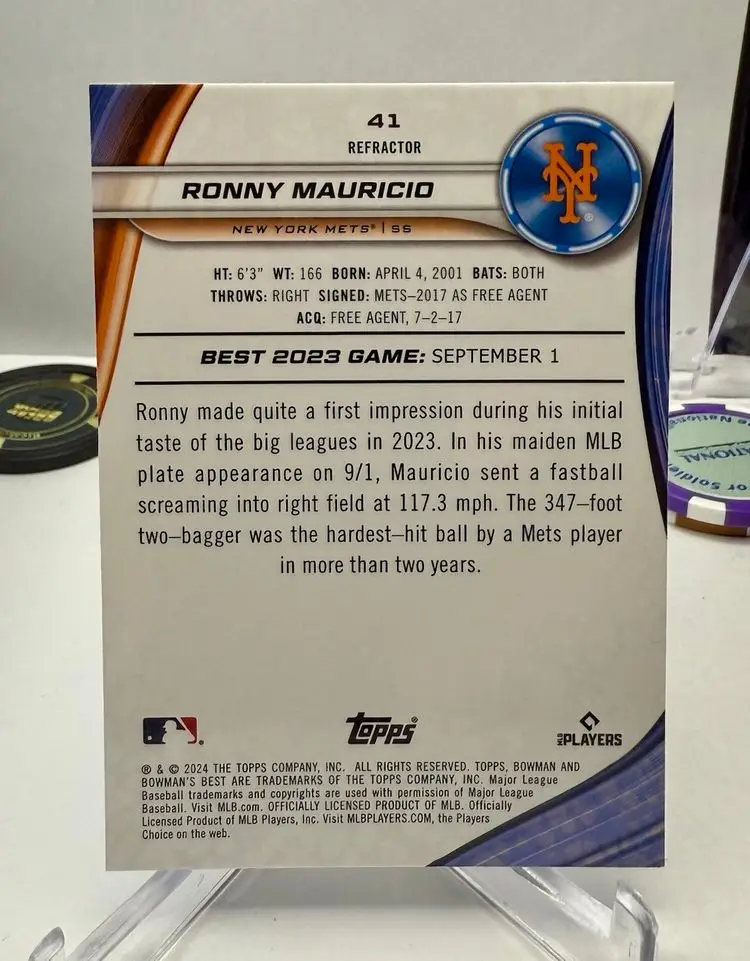 41
REFRACTOR
NY
RONNY MAURICIO
NEW YORK METS® | SS
HT: 6'3" WT: 166 BORN: APRIL 4, 2001 BATS: BOTH
THROWS: RIGHT SIGNED: METS–2017 AS FREE AGENT
ACQ: FREE AGENT, 7–2–17
BEST 2023 GAME: SEPTEMBER 1
Ronny made quite a first impression during his initial
taste of the big leagues in 2023. In his maiden MLB
plate appearance on 9/1, Mauricio sent a fastball
screaming into right field at 117.3 mph. The 347–foot
two–bagger was the hardest–hit ball by a Mets player
in more than two years.
topps®
MLB PLAYERS
® & © 2024 THE TOPPS COMPANY, INC. ALL RIGHTS RESERVED. TOPPS, BOWMAN AND
BOWMAN'S BEST ARE TRADEMARKS OF THE TOPPS COMPANY, INC. Major League
Baseball trademarks and copyrights are used with permission of Major League
Baseball. Visit MLB.com. OFFICIALLY LICENSED PRODUCT OF MLB. Officially
Licensed Product of MLB Players, Inc. Visit MLBPLAYERS.COM, the Players
Choice on the web.